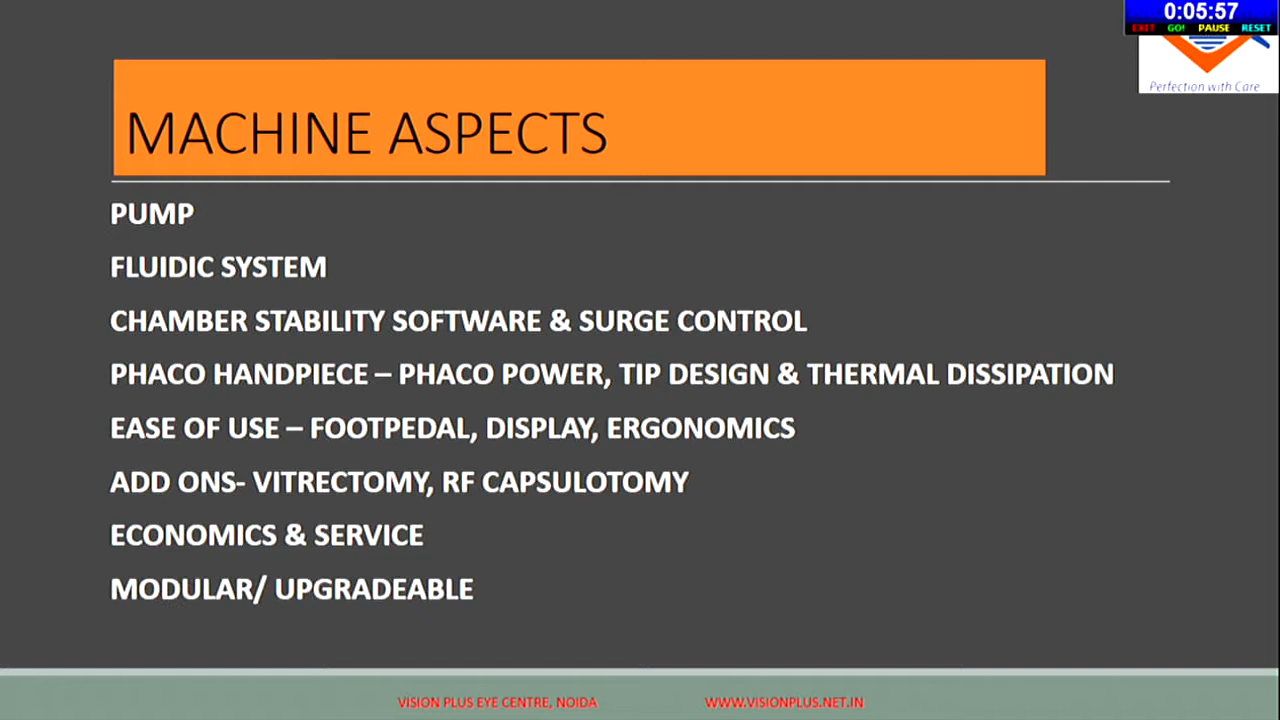 0:05:57
EXIT GO! PAUSE RESET
Perfection with Care
MACHINE ASPECTS
PUMP
FLUIDIC SYSTEM
CHAMBER STABILITY SOFTWARE & SURGE CONTROL
PHACO HANDPIECE – PHACO POWER, TIP DESIGN & THERMAL DISSIPATION
EASE OF USE – FOOTPEDAL, DISPLAY, ERGONOMICS
ADD ONS- VITRECTOMY, RF CAPSULOTOMY
ECONOMICS & SERVICE
MODULAR/ UPGRADEABLE
VISION PLUS EYE CENTRE, NOIDA WWW.VISIONPLUS.NET.IN